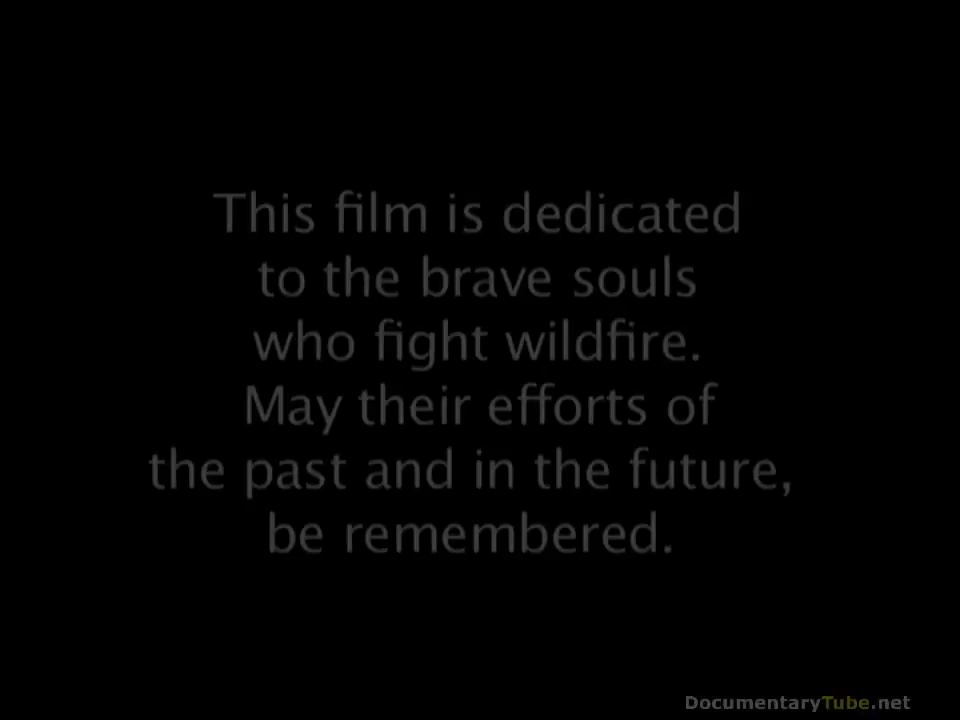 This film is dedicated
to the brave souls
who fight wildfire.
May their efforts of
the past and in the future,
be remembered.
DocumentaryTube.net